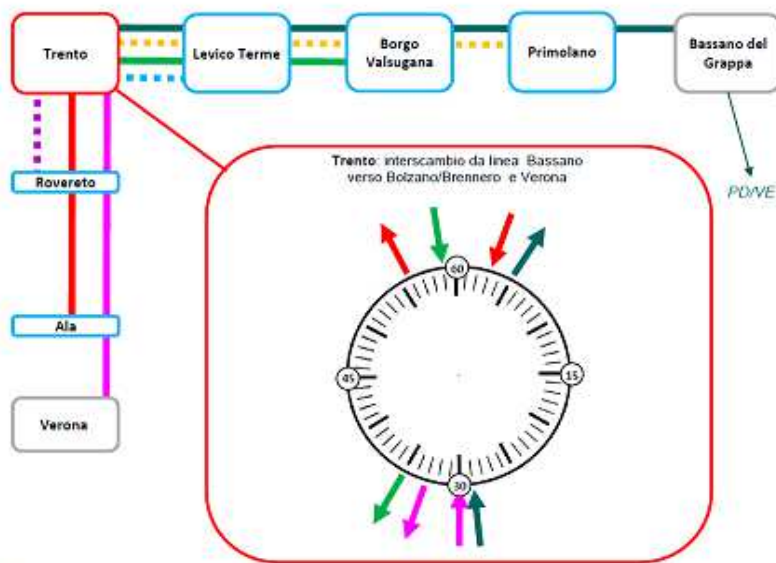 Trento
Levico Terme
Borgo
Valsugana
Primolano
Bassano del
Grappa
Trento: interscambio da linea Bassano
verso Bolzano/Brennero e Verona
PD/VE
Rovereto
Ala
Verona
60
45
15
30